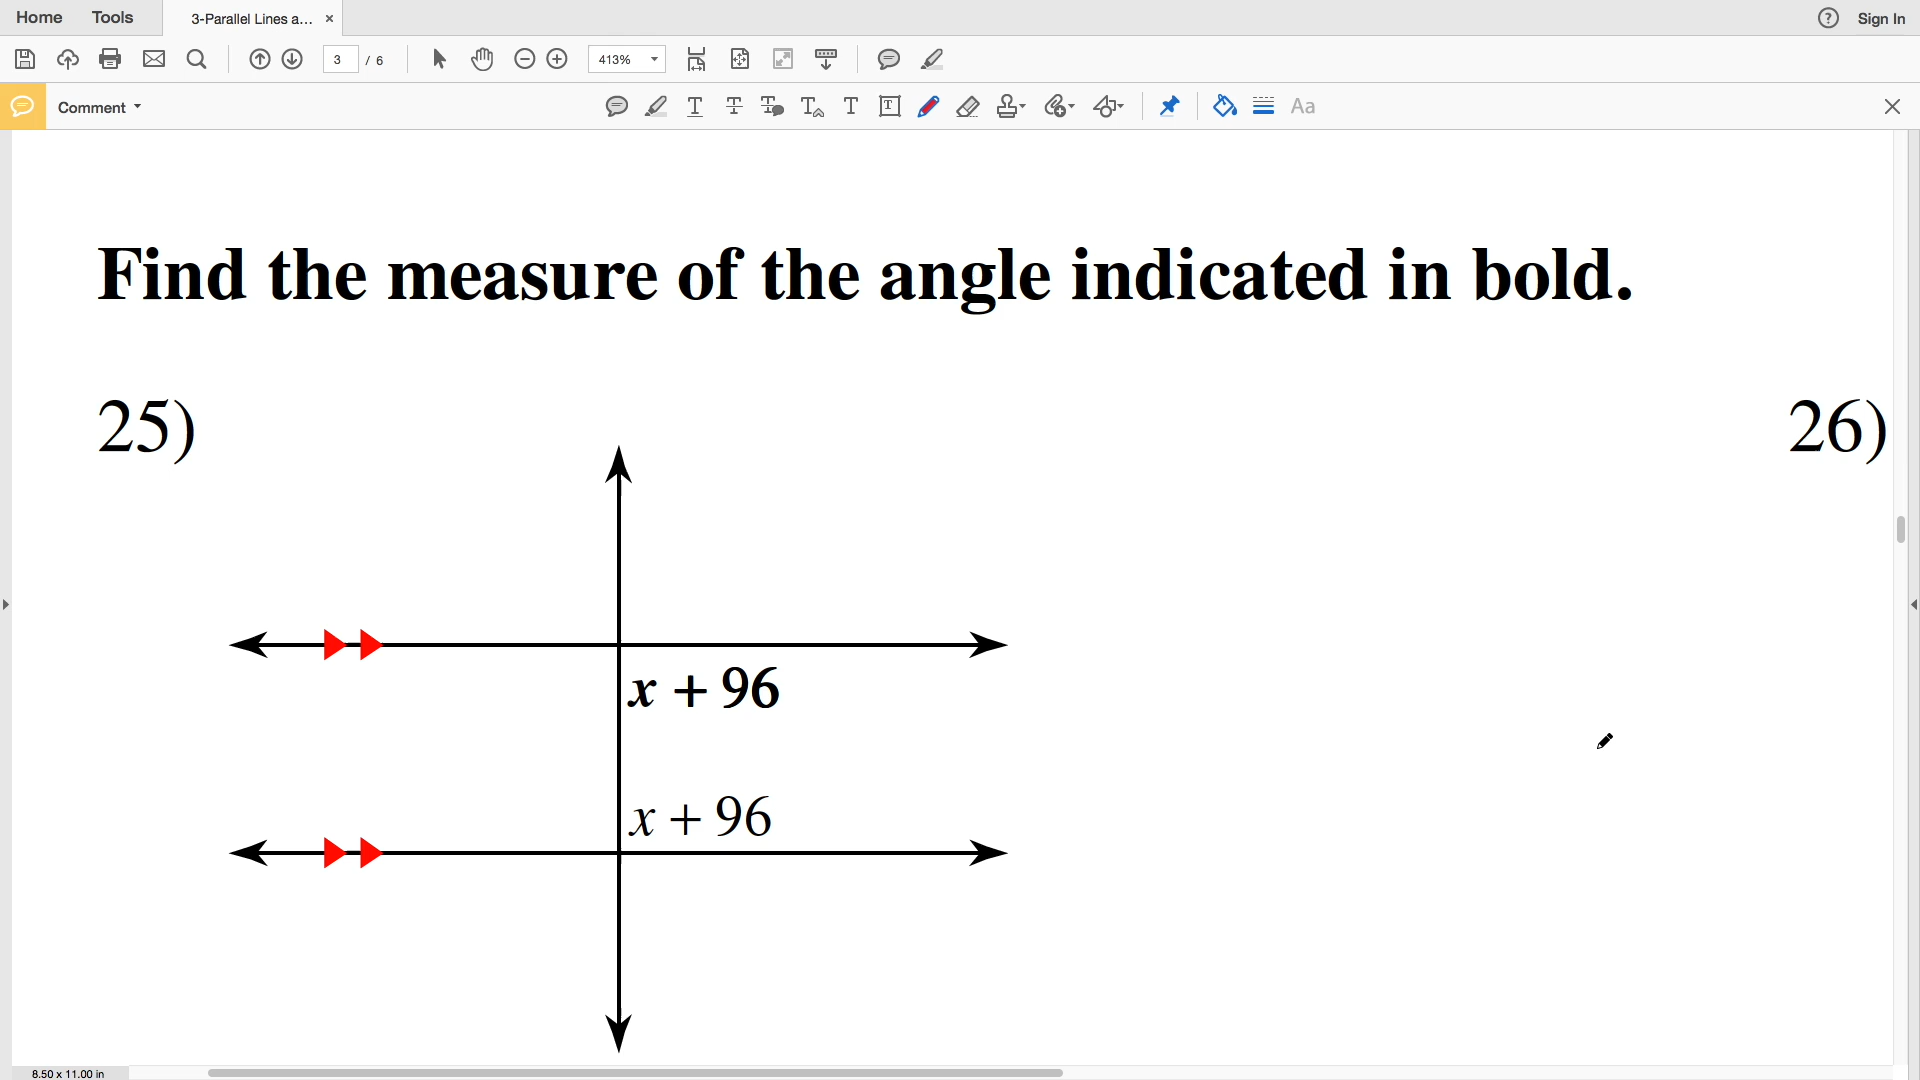 Home Tools 3-Parallel Lines a... × ? Sign In
3 / 6 413%
Comment Aa
Find the measure of the angle indicated in bold.
25) 26)
x + 96
x + 96
8.50 x 11.00 in